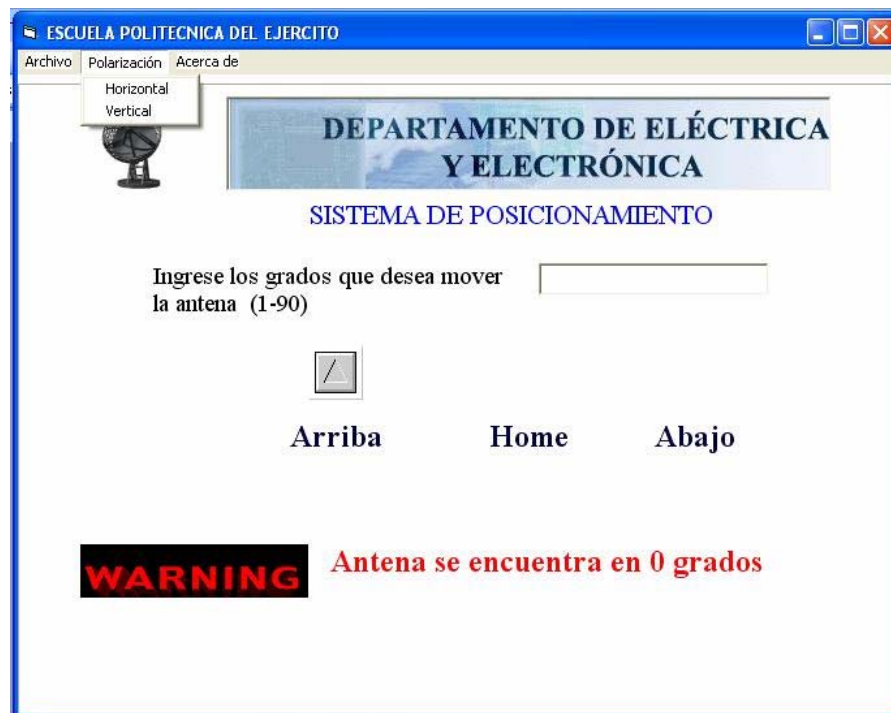 ESCUELA POLITECNICA DEL EJERCITO
Archivo Polarización Acerca de
Horizontal
Vertical
DEPARTAMENTO DE ELÉCTRICA
Y ELECTRÓNICA
SISTEMA DE POSICIONAMIENTO
Ingrese los grados que desea mover
la antena (1-90)
Arriba Home Abajo
WARNING Antena se encuentra en 0 grados